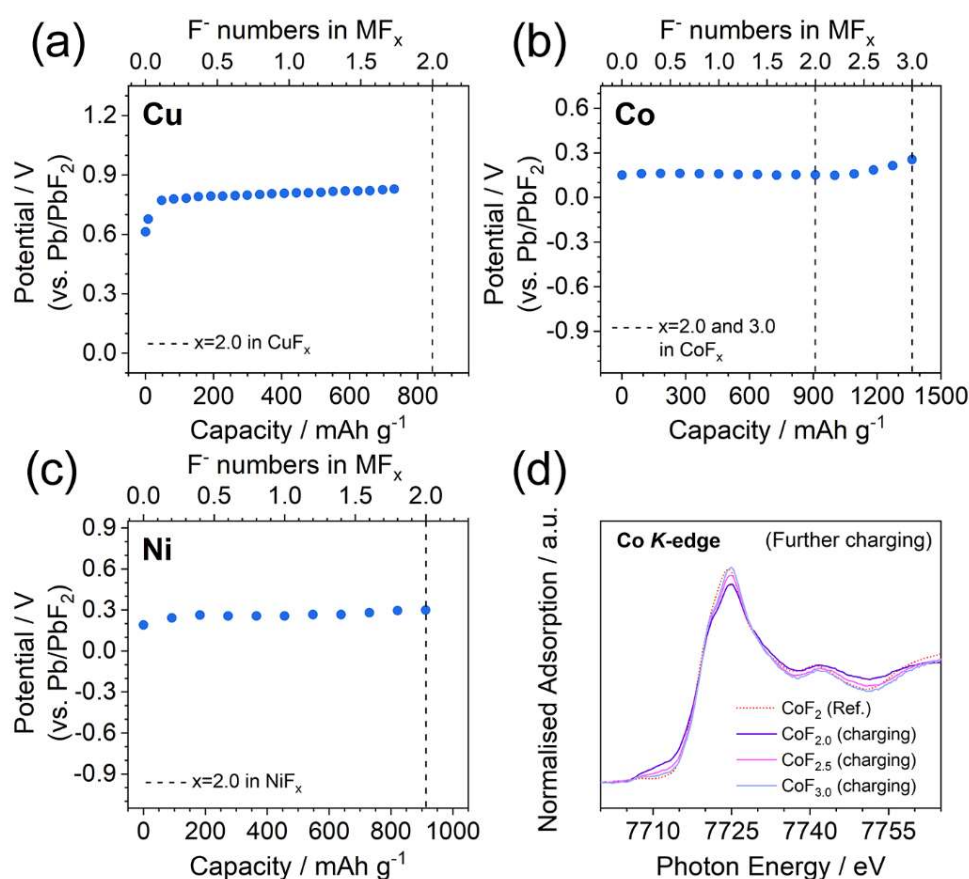 (a)
F⁻ numbers in MFₓ
0.0 0.4 0.8 1.2 1.6 2.0
Cu
1.2
0.9
0.6
0.3
0.0
Potential / V
(vs. Pb/PbF₂)
x=2.0 in CuFₓ
0 200 400 600 800
Capacity / mAh g⁻¹
(b)
F⁻ numbers in MFₓ
0.0 0.5 1.0 1.5 2.0 2.5 3.0
Co
0.6
0.3
0.0
-0.3
-0.6
-0.9
Potential / V
(vs. Pb/PbF₂)
x=2.0 and 3.0
in CoFₓ
0 300 600 900 1200 1500
Capacity / mAh g⁻¹
(c)
F⁻ numbers in MFₓ
0.0 0.5 1.0 1.5 2.0
Ni
0.9
0.6
0.3
0.0
-0.3
-0.6
-0.9
Potential / V
(vs. Pb/PbF₂)
x=2.0 in NiFₓ
0 200 400 600 800 1000
Capacity / mAh g⁻¹
(d)
Co K-edge (Further charging)
Normalised Adsorption / a.u.
CoF₂ (Ref.)
CoF₂.₀ (charging)
CoF₂.₅ (charging)
CoF₃.₀ (charging)
7710 7725 7740 7755
Photon Energy / eV